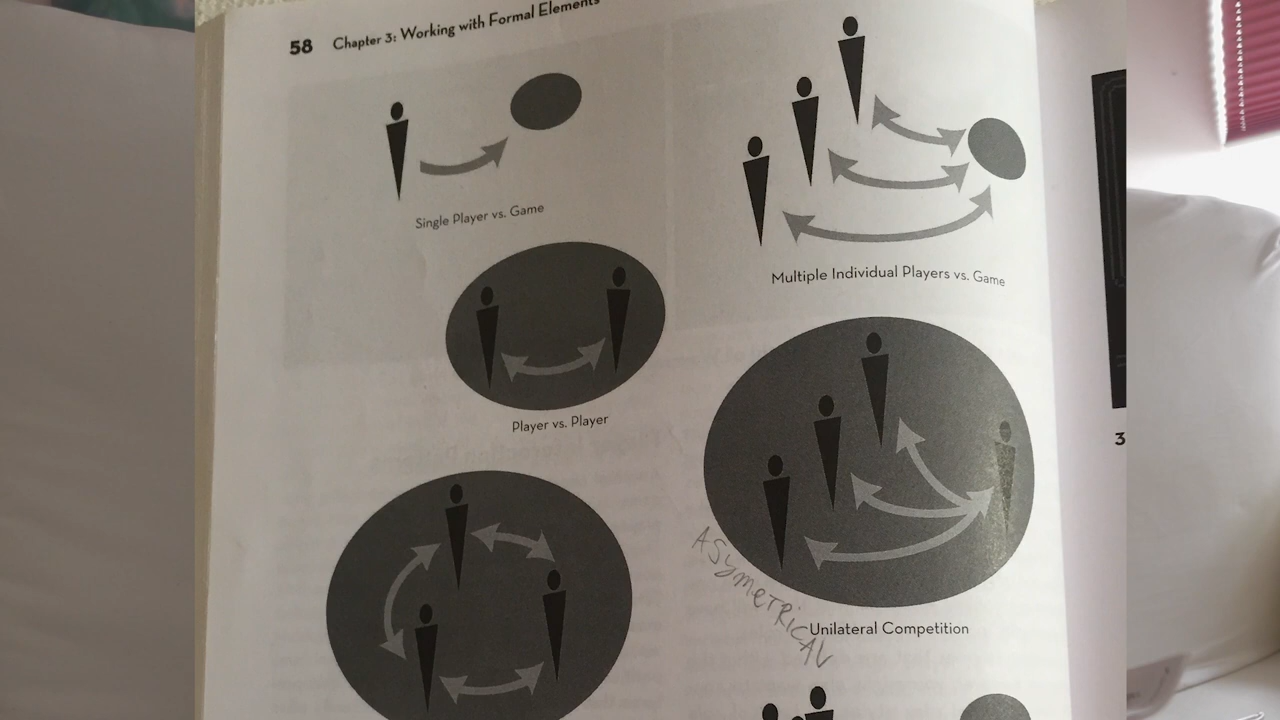 58 Chapter 3: Working with Formal Elements
Single Player vs. Game
Multiple Individual Players vs. Game
Player vs. Player
3
ASymeTRICAL
Unilateral Competition